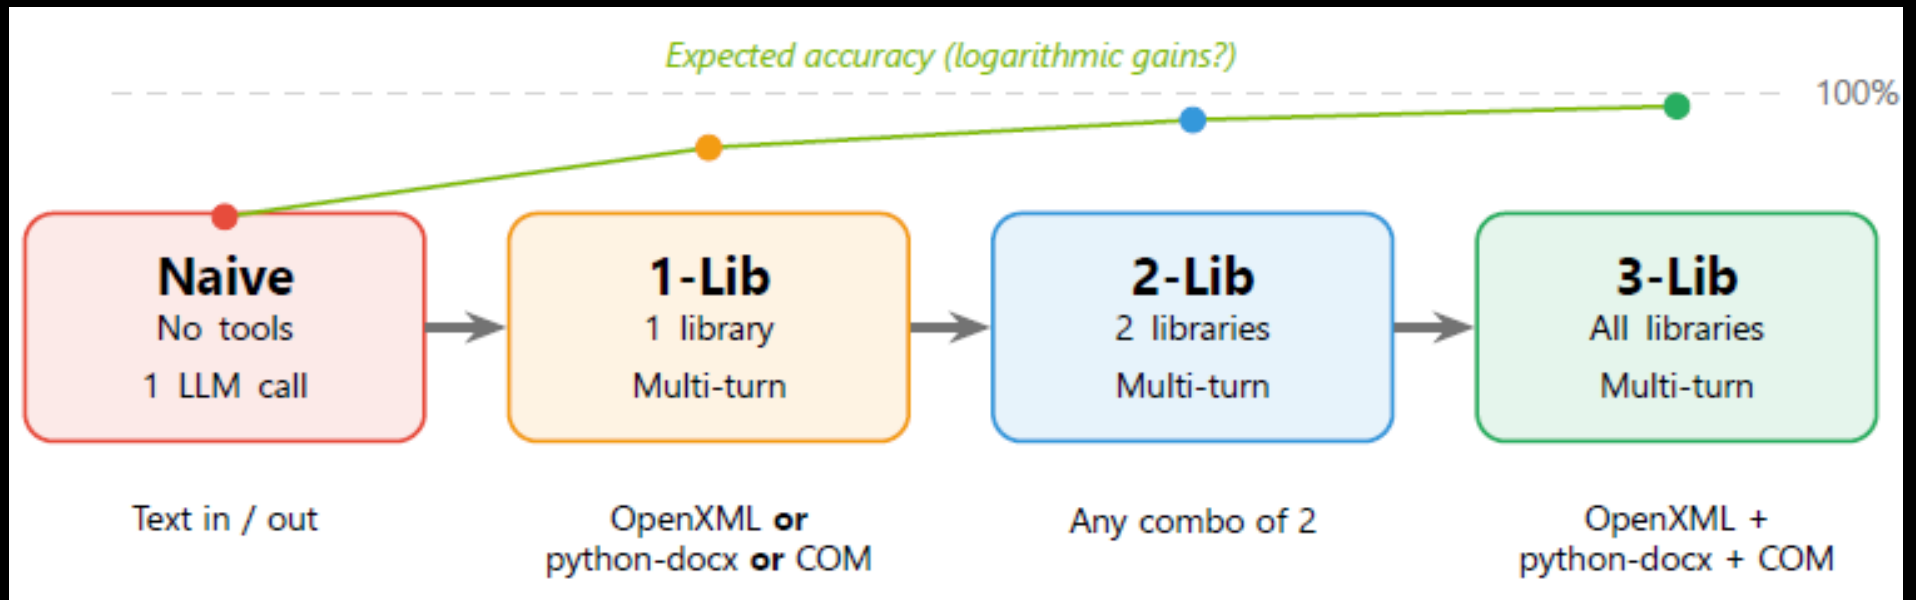 Expected accuracy (logarithmic gains?)
100%
Naive
No tools
1 LLM call
Text in / out
1-Lib
1 library
Multi-turn
OpenXML or
python-docx or COM
2-Lib
2 libraries
Multi-turn
Any combo of 2
3-Lib
All libraries
Multi-turn
OpenXML +
python-docx + COM